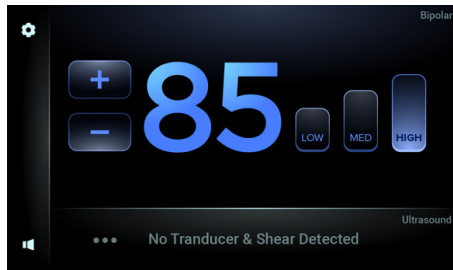 Bipolar
+
85
−
LOW
MED
HIGH
Ultrasound
No Tranducer & Shear Detected